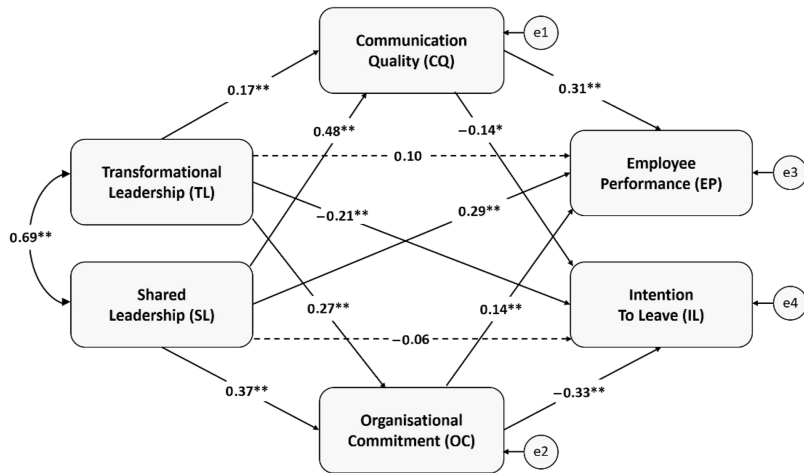 Communication
Quality (CQ)
e1
0.17**
0.31**
0.48**
−0.14*
Transformational
Leadership (TL)
0.10
Employee
Performance (EP)
e3
0.69**
−0.21**
0.29**
Shared
Leadership (SL)
0.27**
0.14**
Intention
To Leave (IL)
e4
−0.06
0.37**
−0.33**
Organisational
Commitment (OC)
e2